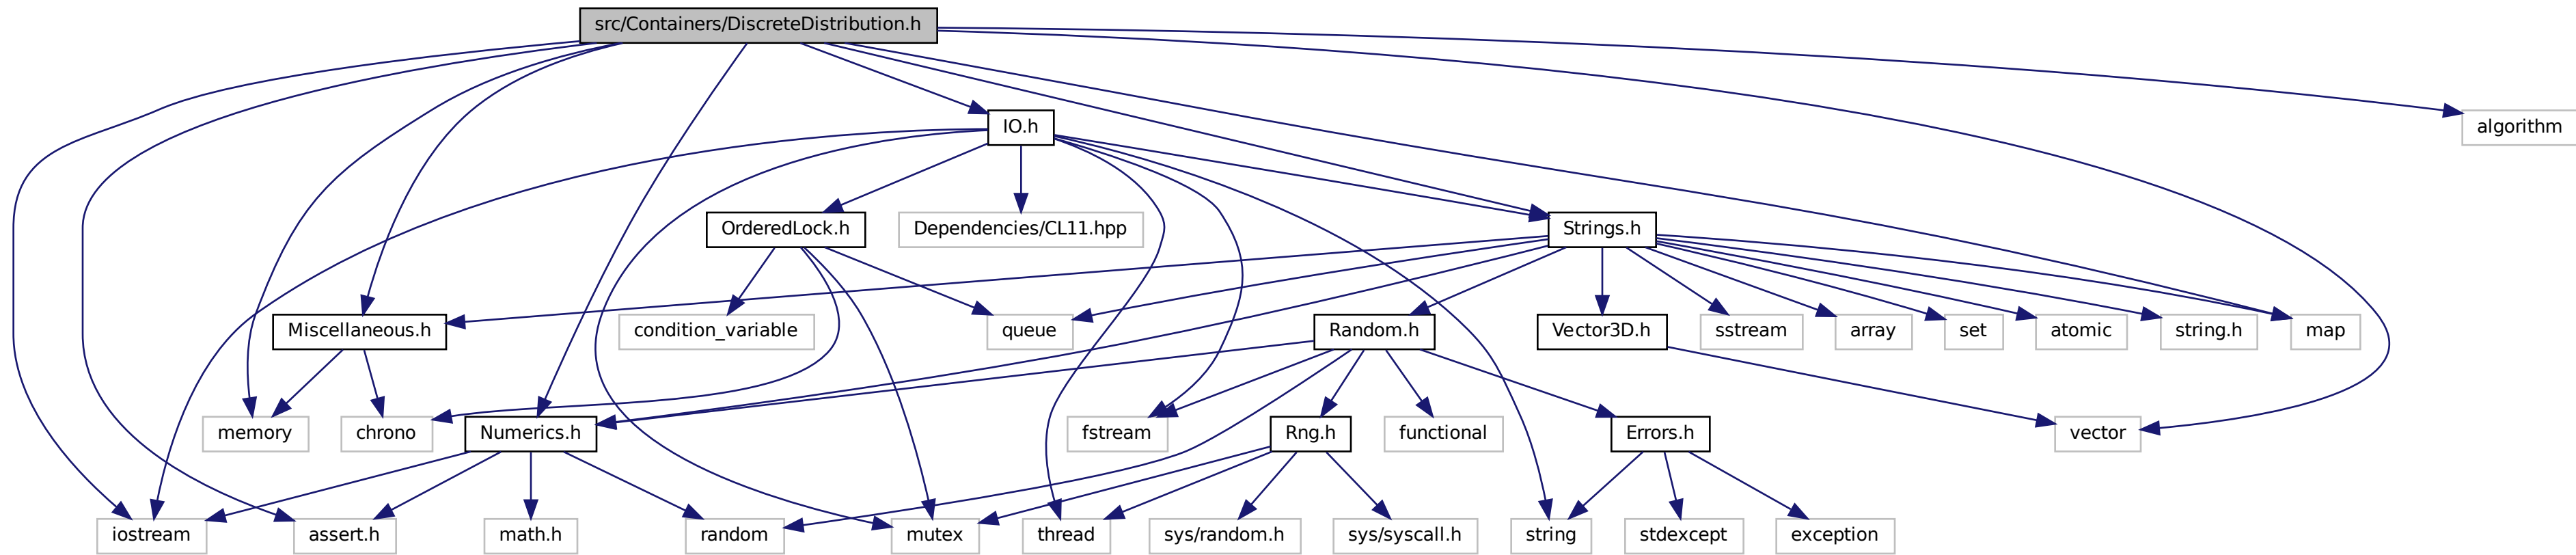 src/Containers/DiscreteDistribution.h
IO.h
algorithm
OrderedLock.h
Dependencies/CL11.hpp
Strings.h
Miscellaneous.h
condition_variable
queue
Random.h
Vector3D.h
sstream
array
set
atomic
string.h
map
memory
chrono
Numerics.h
fstream
Rng.h
functional
Errors.h
vector
iostream
assert.h
math.h
random
mutex
thread
sys/random.h
sys/syscall.h
string
stdexcept
exception